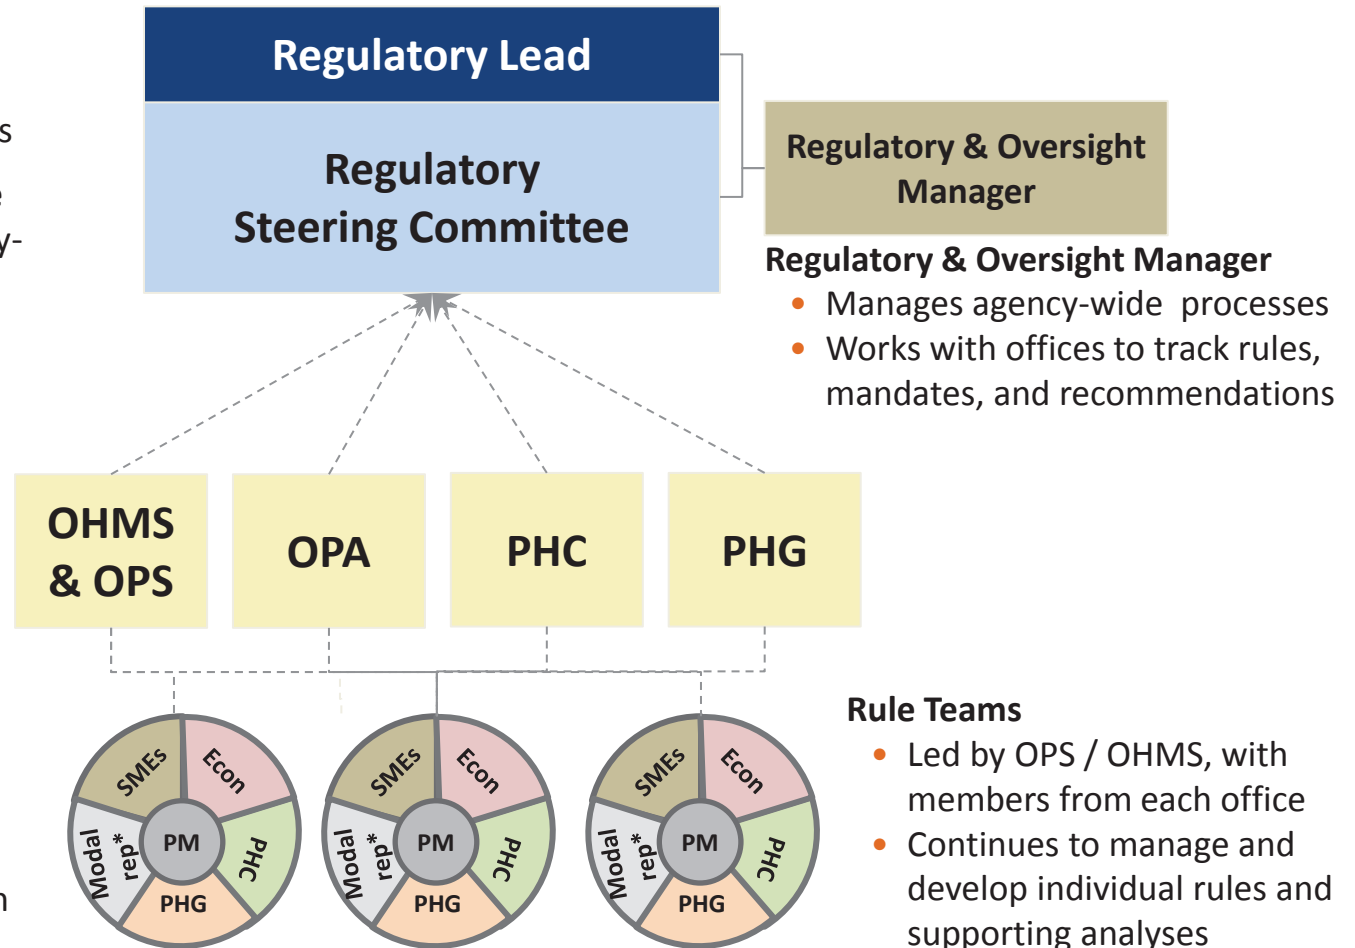 Regulatory Lead
s
e
y-
Regulatory
Steering Committee
Regulatory & Oversight
Manager
Regulatory & Oversight Manager
• Manages agency-wide processes
• Works with offices to track rules,
mandates, and recommendations
OHMS
& OPS
OPA
PHC
PHG
SMEs
Econ
PHC
PHG
Modal
rep*
PM
SMEs
Econ
PHC
PHG
Modal
rep*
PM
SMEs
Econ
PHC
PHG
Modal
rep*
PM
n
Rule Teams
• Led by OPS / OHMS, with
members from each office
• Continues to manage and
develop individual rules and
supporting analyses